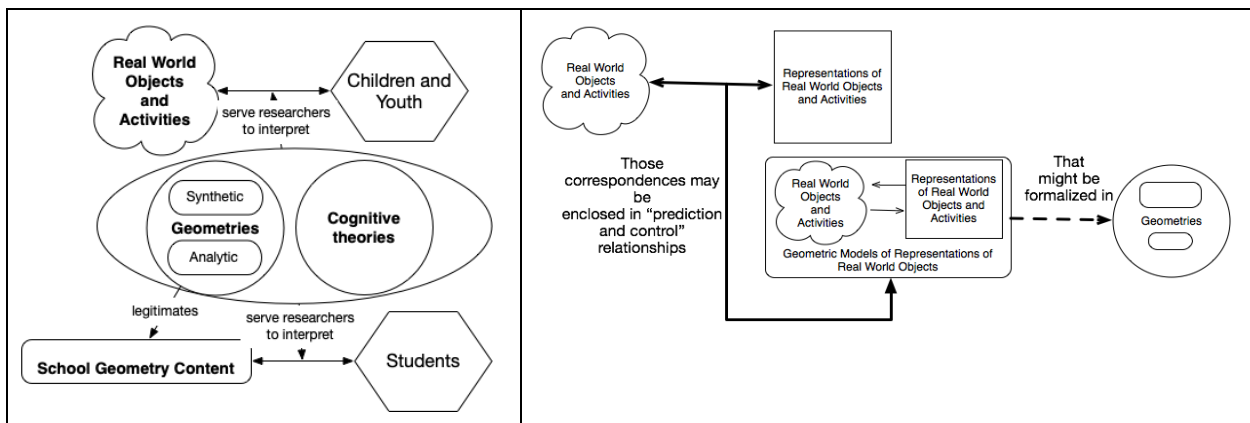 Real World
Objects
and
Activities
Children and
Youth
serve researchers
to interpret
Synthetic
Geometries
Analytic
Cognitive
theories
legitimates
serve researchers
to interpret
School Geometry Content
Students
Real World
Objects
and Activities
Representations of
Real World Objects
and Activities
Those
correspondences may
be
enclosed in “prediction
and control”
relationships
Real World
Objects
and
Activities
Representations
of Real World
Objects and
Activities
Geometric Models of Representations of
Real World Objects
That
might be
formalized in
Geometries